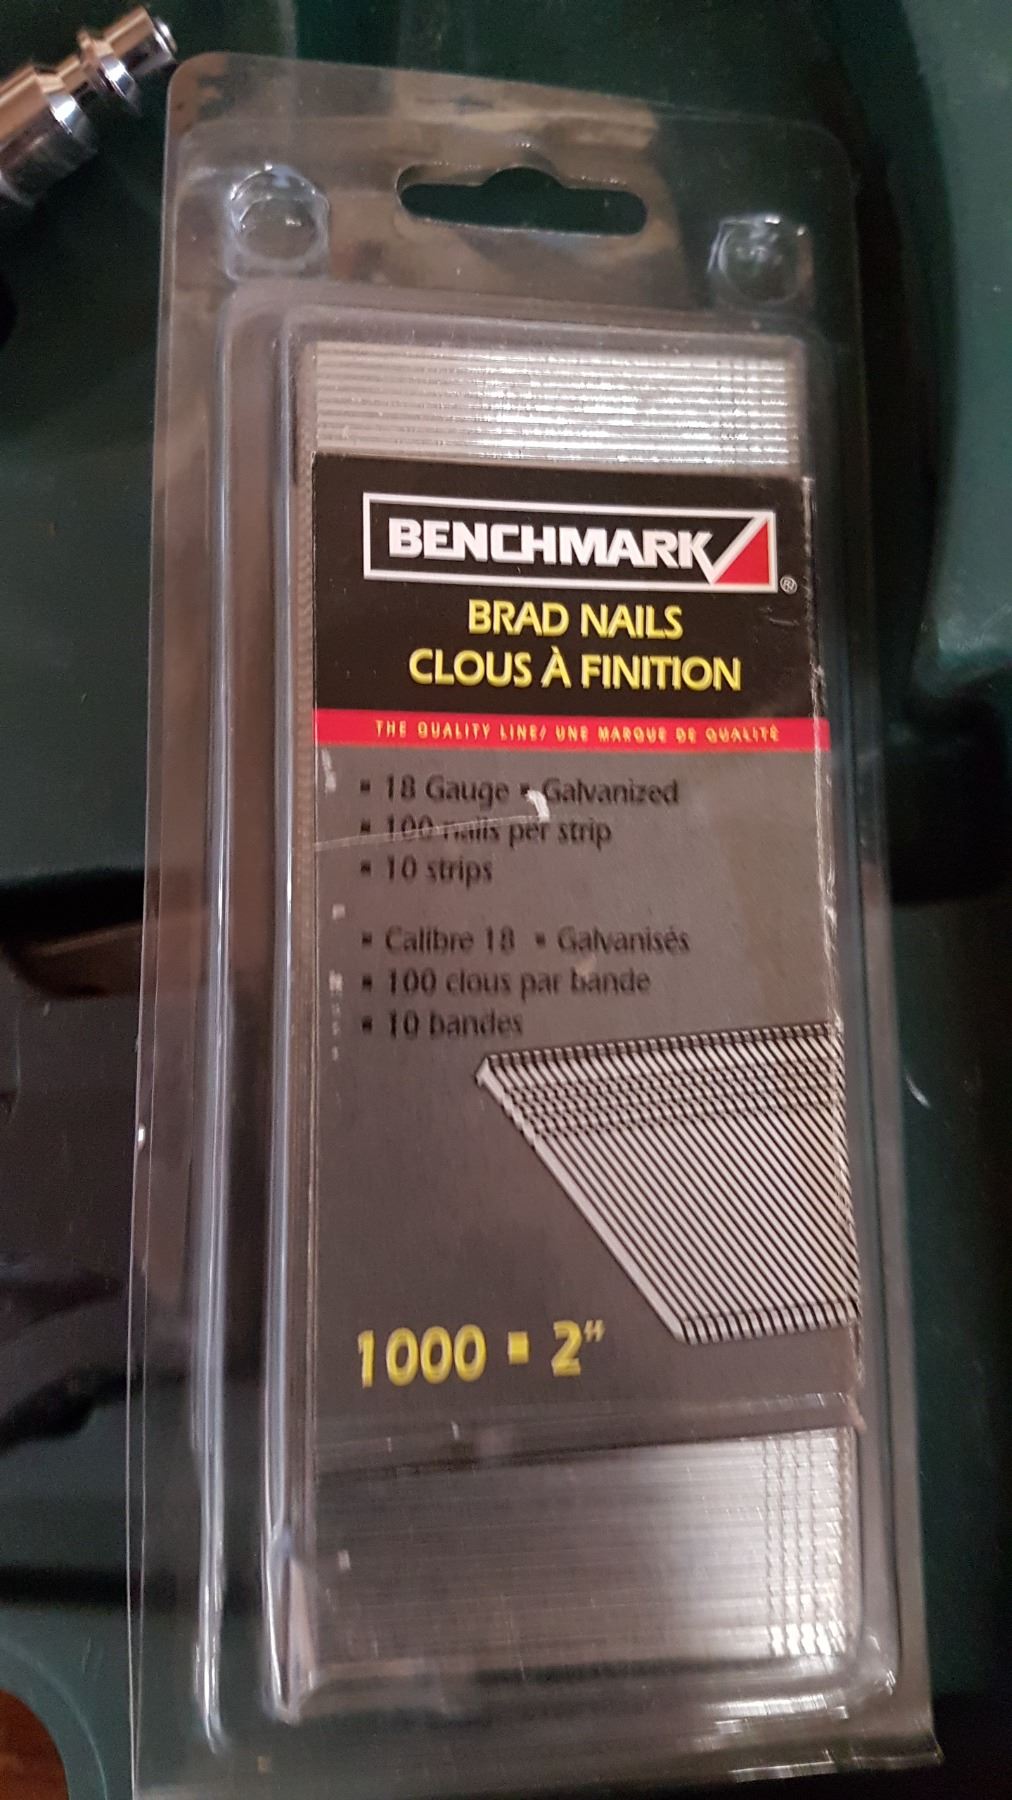 BENCHMARK
®
BRAD NAILS
CLOUS À FINITION
THE QUALITY LINE/ UNE MARQUE DE QUALITÉ
▪ 18 Gauge ▪ Galvanized
▪ 100 nails per strip
▪ 10 strips
▪ Calibre 18 ▪ Galvanisés
▪ 100 clous par bande
▪ 10 bandes
1000 ▪ 2"